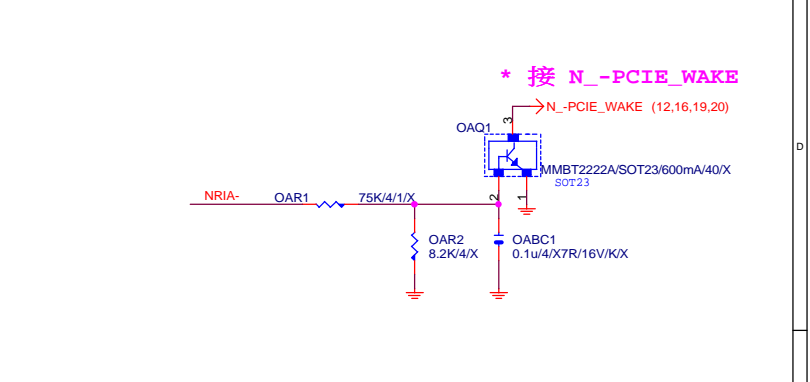 * 接 N_-PCIE_WAKE
N_-PCIE_WAKE (12,16,19,20)
3
OAQ1
D
MMBT2222A/SOT23/600mA/40/X
SOT23
NRIA-
OAR1
75K/4/1/X
2
1
OAR2
8.2K/4/X
OABC1
0.1u/4/X7R/16V/K/X